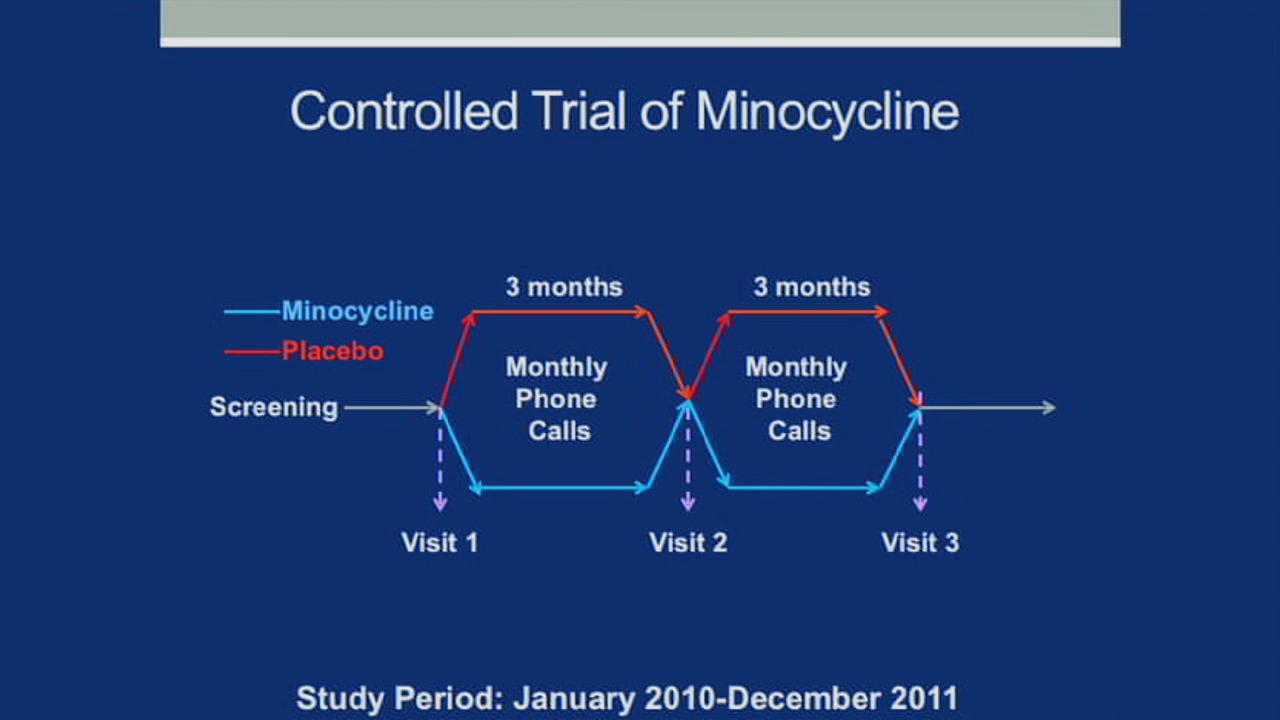 Controlled Trial of Minocycline
3 months
3 months
Minocycline
Placebo
Screening
Monthly
Phone
Calls
Monthly
Phone
Calls
Visit 1
Visit 2
Visit 3
Study Period: January 2010-December 2011